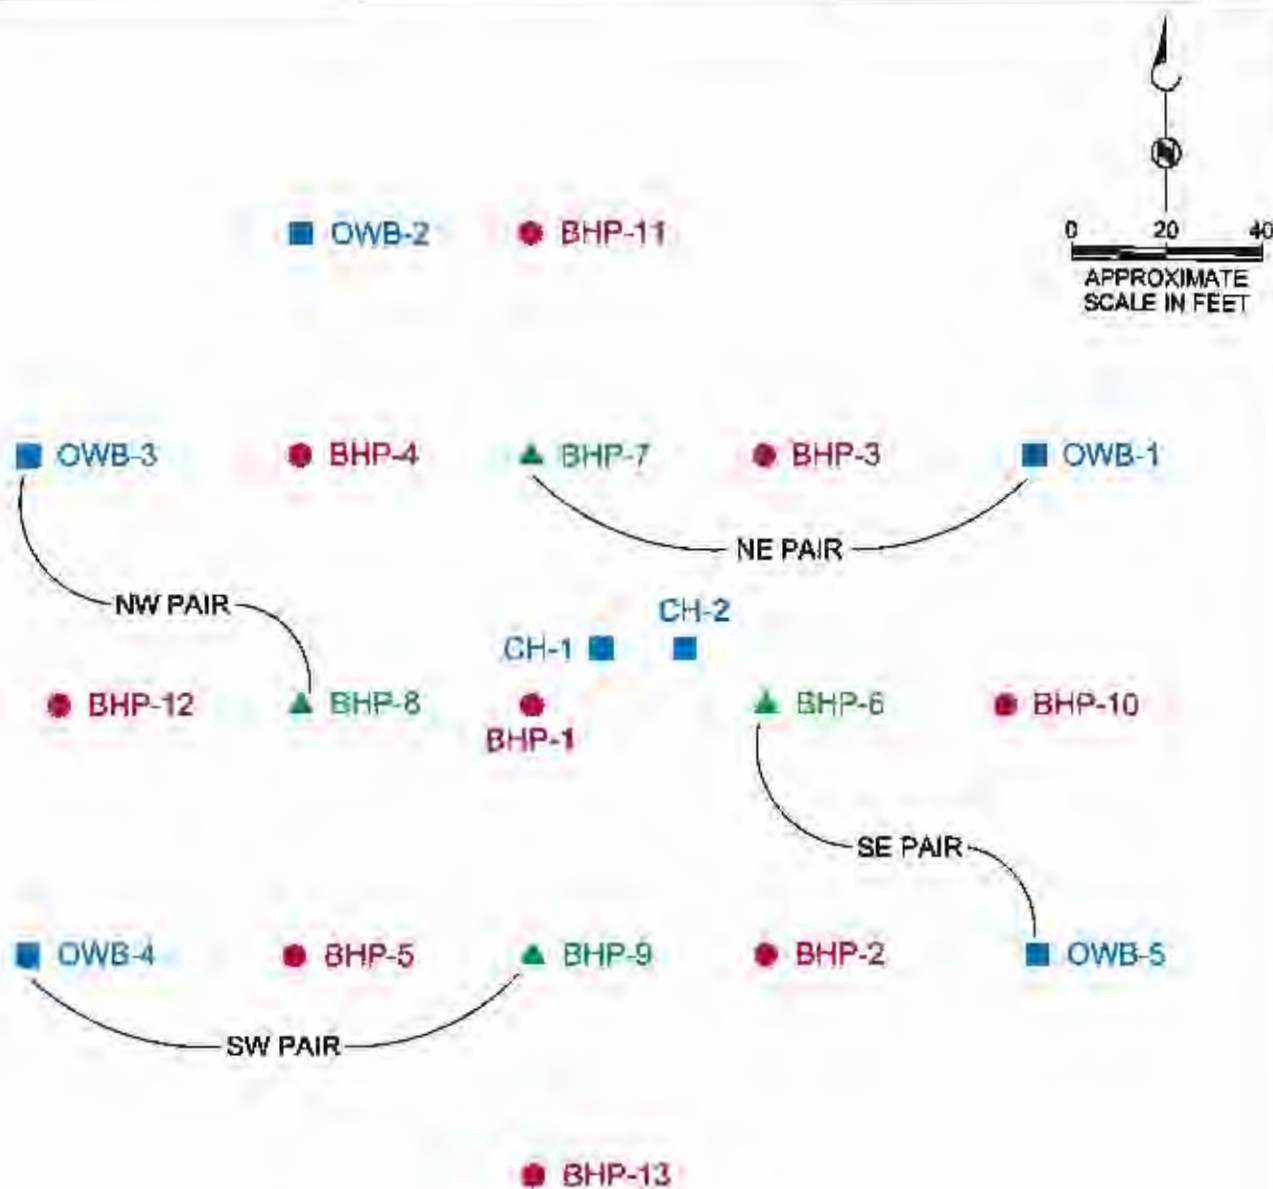 N
OWB-2 BHP-11
0 20 40
APPROXIMATE
SCALE IN FEET
OWB-3 BHP-4 BHP-7 BHP-3 OWB-1
NE PAIR
NW PAIR
CH-2
CH-1
BHP-12 BHP-8 BHP-6 BHP-10
BHP-1
SE PAIR
OWB-4 BHP-5 BHP-9 BHP-2 OWB-5
SW PAIR
BHP-13